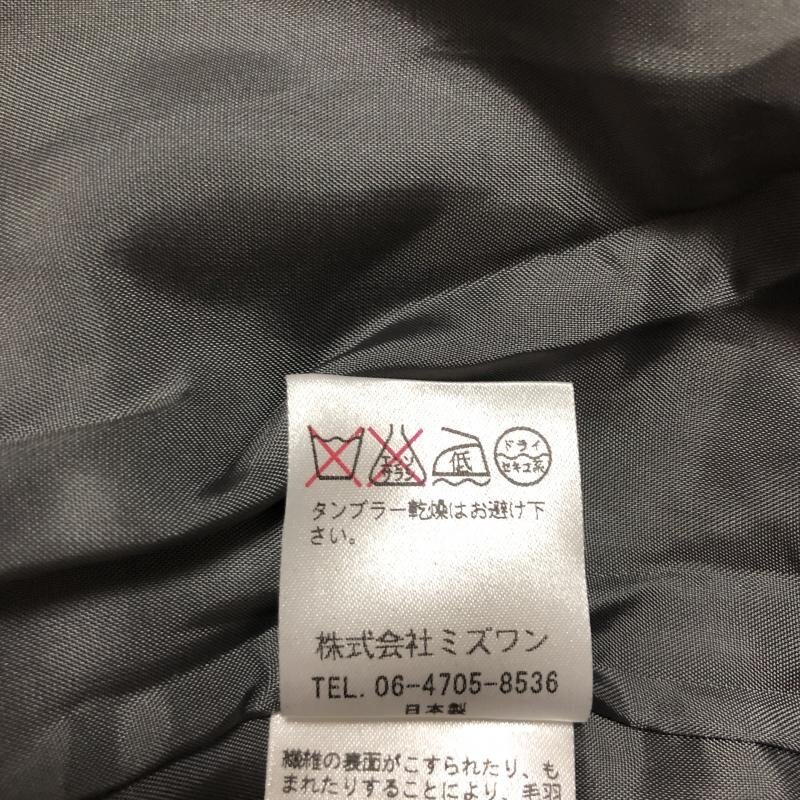 エンソ サラシ 低 ドライ
セキユ系
タンブラー乾燥はお避け下
さい。
株式会社ミズワン
TEL. 06-4705-8536
日本製
繊維の表面がこすられたり、も
まれたりすることにより、毛羽